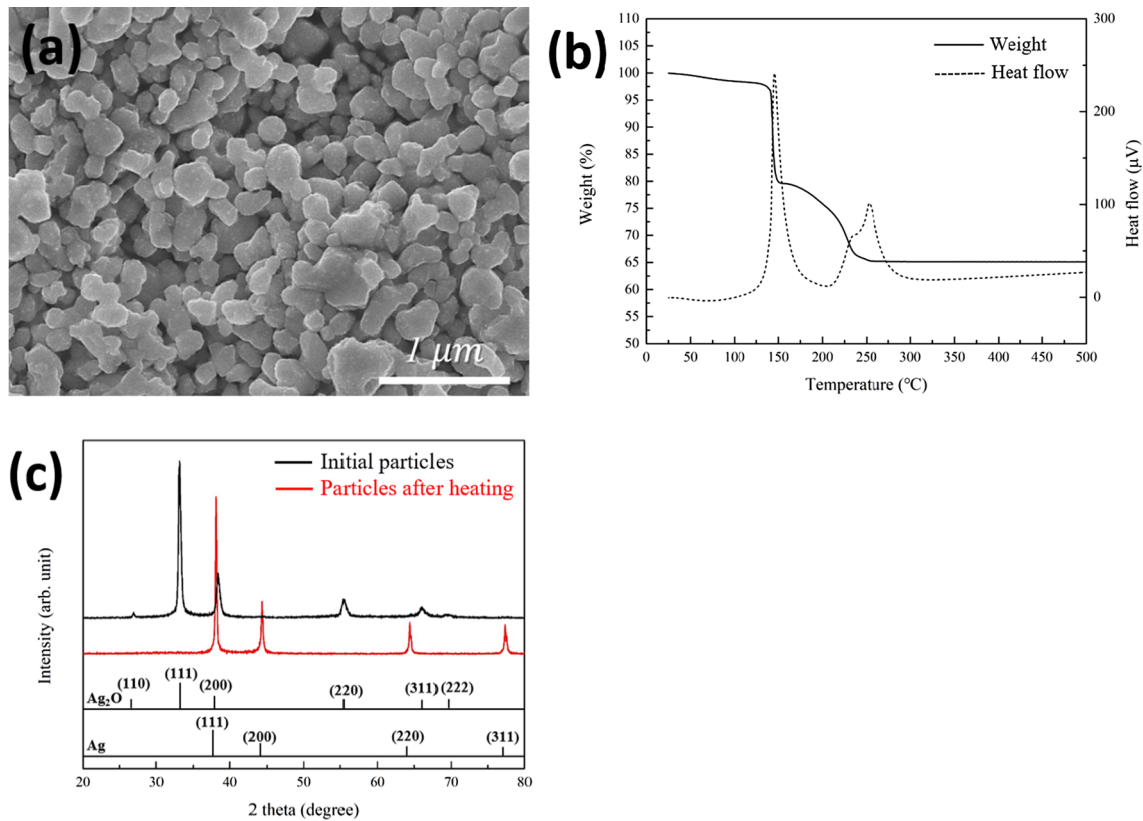 (a)
1 μm
(b)
110
105
100
95
90
85
80
75
70
65
60
55
50
Weight (%)
Weight
Heat flow
300
200
100
0
Heat flow (μV)
0 50 100 150 200 250 300 350 400 450 500
Temperature (℃)
(c)
Initial particles
Particles after heating
Intensity (arb. unit)
Ag₂O
(110) (111) (200) (220) (311) (222)
Ag
(111) (200) (220) (311)
20 30 40 50 60 70 80
2 theta (degree)